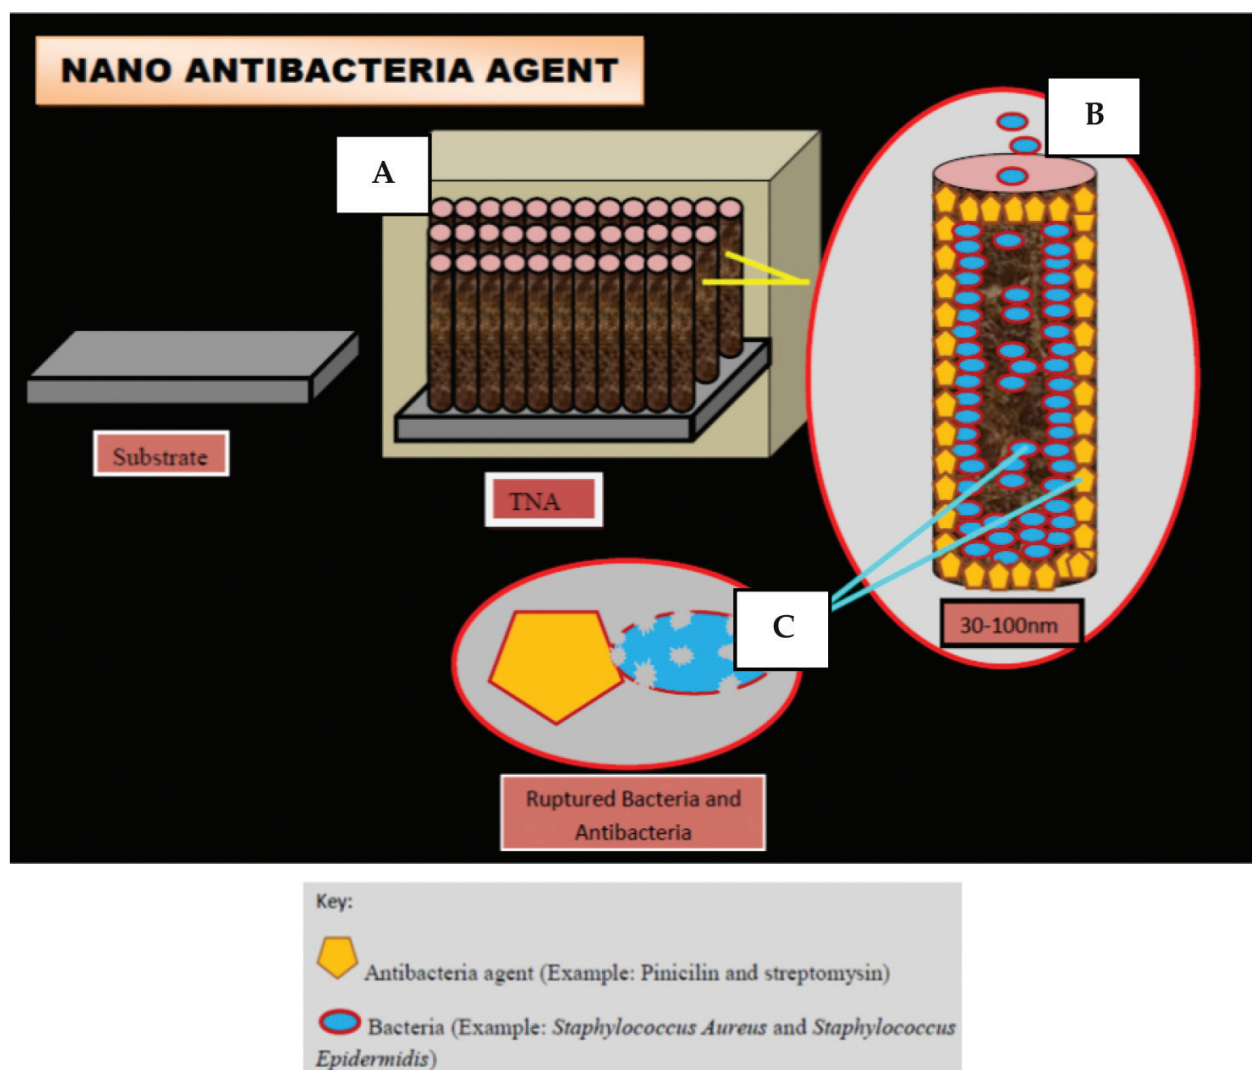 NANO ANTIBACTERIA AGENT
A
B
Substrate
TNA
C
30-100nm
Ruptured Bacteria and
Antibacteria
Key:
Antibacteria agent (Example: Pinicilin and streptomysin)
Bacteria (Example: Staphylococcus Aureus and Staphylococcus
Epidermidis)